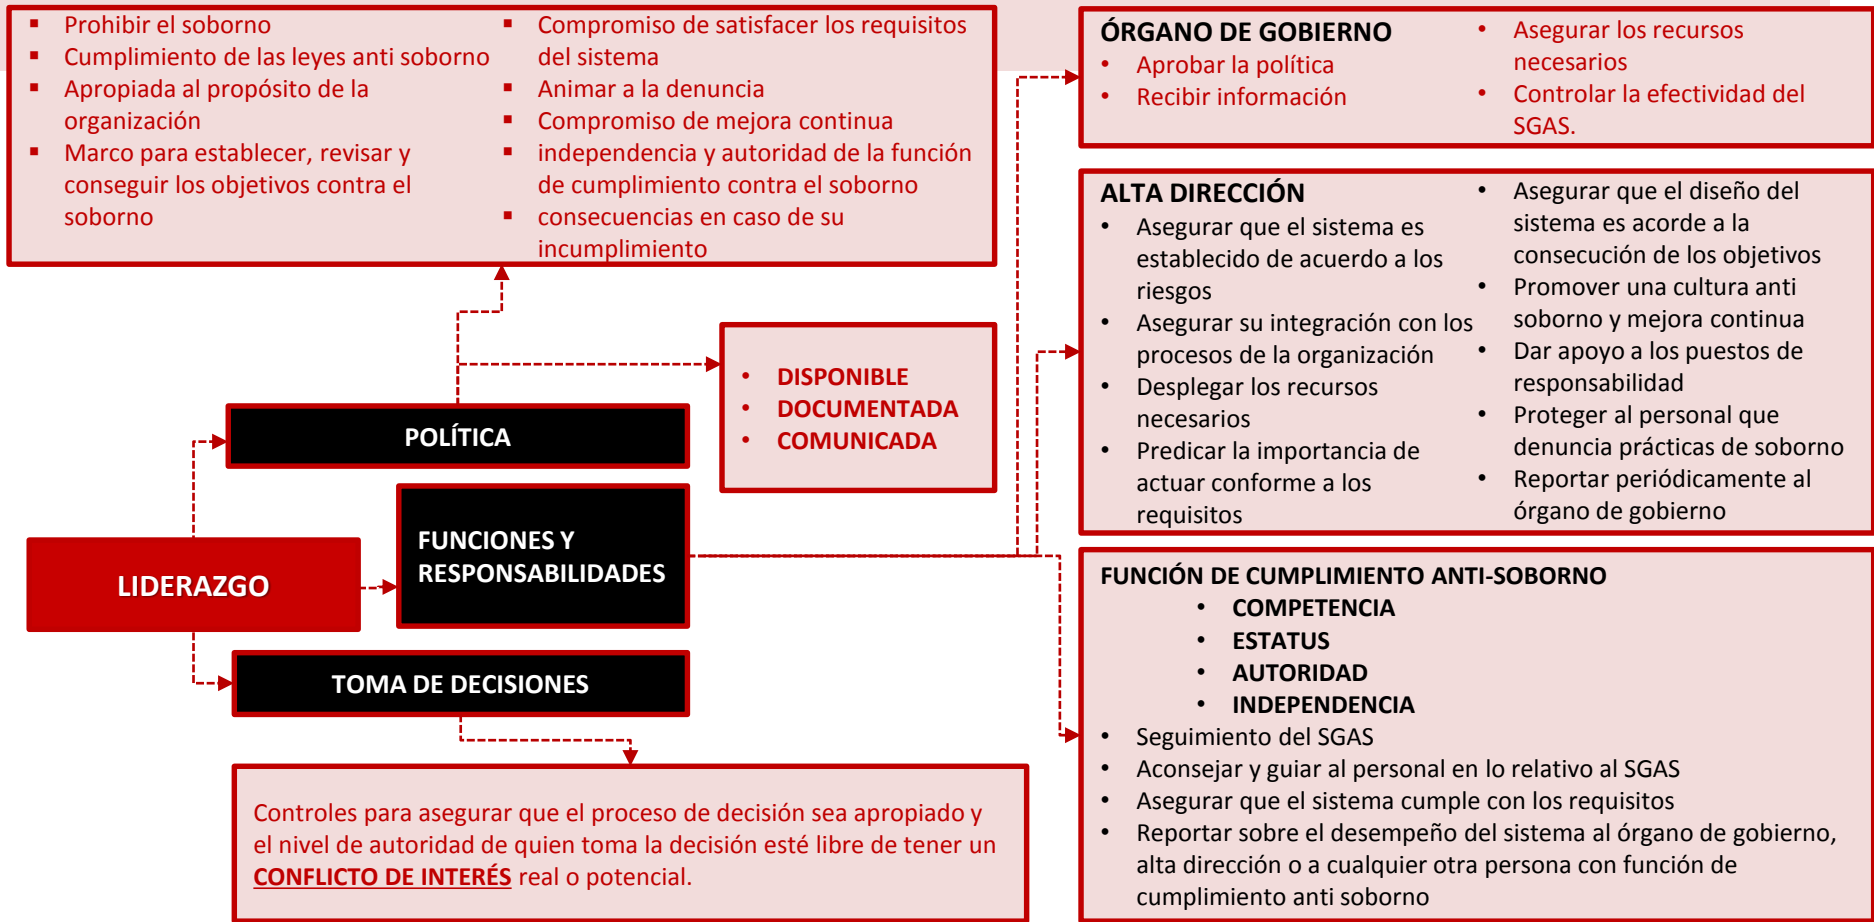 ▪ Prohibir el soborno
▪ Cumplimiento de las leyes anti soborno
▪ Apropiada al propósito de la
organización
▪ Marco para establecer, revisar y
conseguir los objetivos contra el
soborno
▪ Compromiso de satisfacer los requisitos
del sistema
▪ Animar a la denuncia
▪ Compromiso de mejora continua
▪ independencia y autoridad de la función
de cumplimiento contra el soborno
▪ consecuencias en caso de su
incumplimiento
• DISPONIBLE
• DOCUMENTADA
• COMUNICADA
POLÍTICA
FUNCIONES Y
RESPONSABILIDADES
LIDERAZGO
TOMA DE DECISIONES
Controles para asegurar que el proceso de decisión sea apropiado y
el nivel de autoridad de quien toma la decisión esté libre de tener un
CONFLICTO DE INTERÉS real o potencial.
ÓRGANO DE GOBIERNO
• Aprobar la política
• Recibir información
• Asegurar los recursos
necesarios
• Controlar la efectividad del
SGAS.
ALTA DIRECCIÓN
• Asegurar que el sistema es
establecido de acuerdo a los
riesgos
• Asegurar su integración con los
procesos de la organización
• Desplegar los recursos
necesarios
• Predicar la importancia de
actuar conforme a los
requisitos
• Asegurar que el diseño del
sistema es acorde a la
consecución de los objetivos
• Promover una cultura anti
soborno y mejora continua
• Dar apoyo a los puestos de
responsabilidad
• Proteger al personal que
denuncia prácticas de soborno
• Reportar periódicamente al
órgano de gobierno
FUNCIÓN DE CUMPLIMIENTO ANTI-SOBORNO
• COMPETENCIA
• ESTATUS
• AUTORIDAD
• INDEPENDENCIA
• Seguimiento del SGAS
• Aconsejar y guiar al personal en lo relativo al SGAS
• Asegurar que el sistema cumple con los requisitos
• Reportar sobre el desempeño del sistema al órgano de gobierno,
alta dirección o a cualquier otra persona con función de
cumplimiento anti soborno